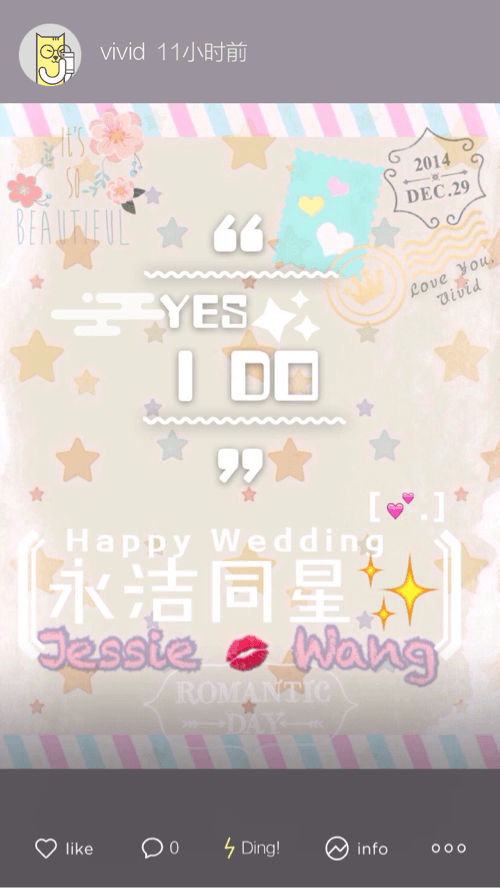 vivid 11小时前
IT'S
SO
BEAUTIFUL
2014
DEC.29
Love You,
Vivid
“
YES
I DO
”
[💕.]
Happy Wedding
永洁同星✨
Jessie 💋 Wang
ROMANTIC
DAY
like 0 Ding! info